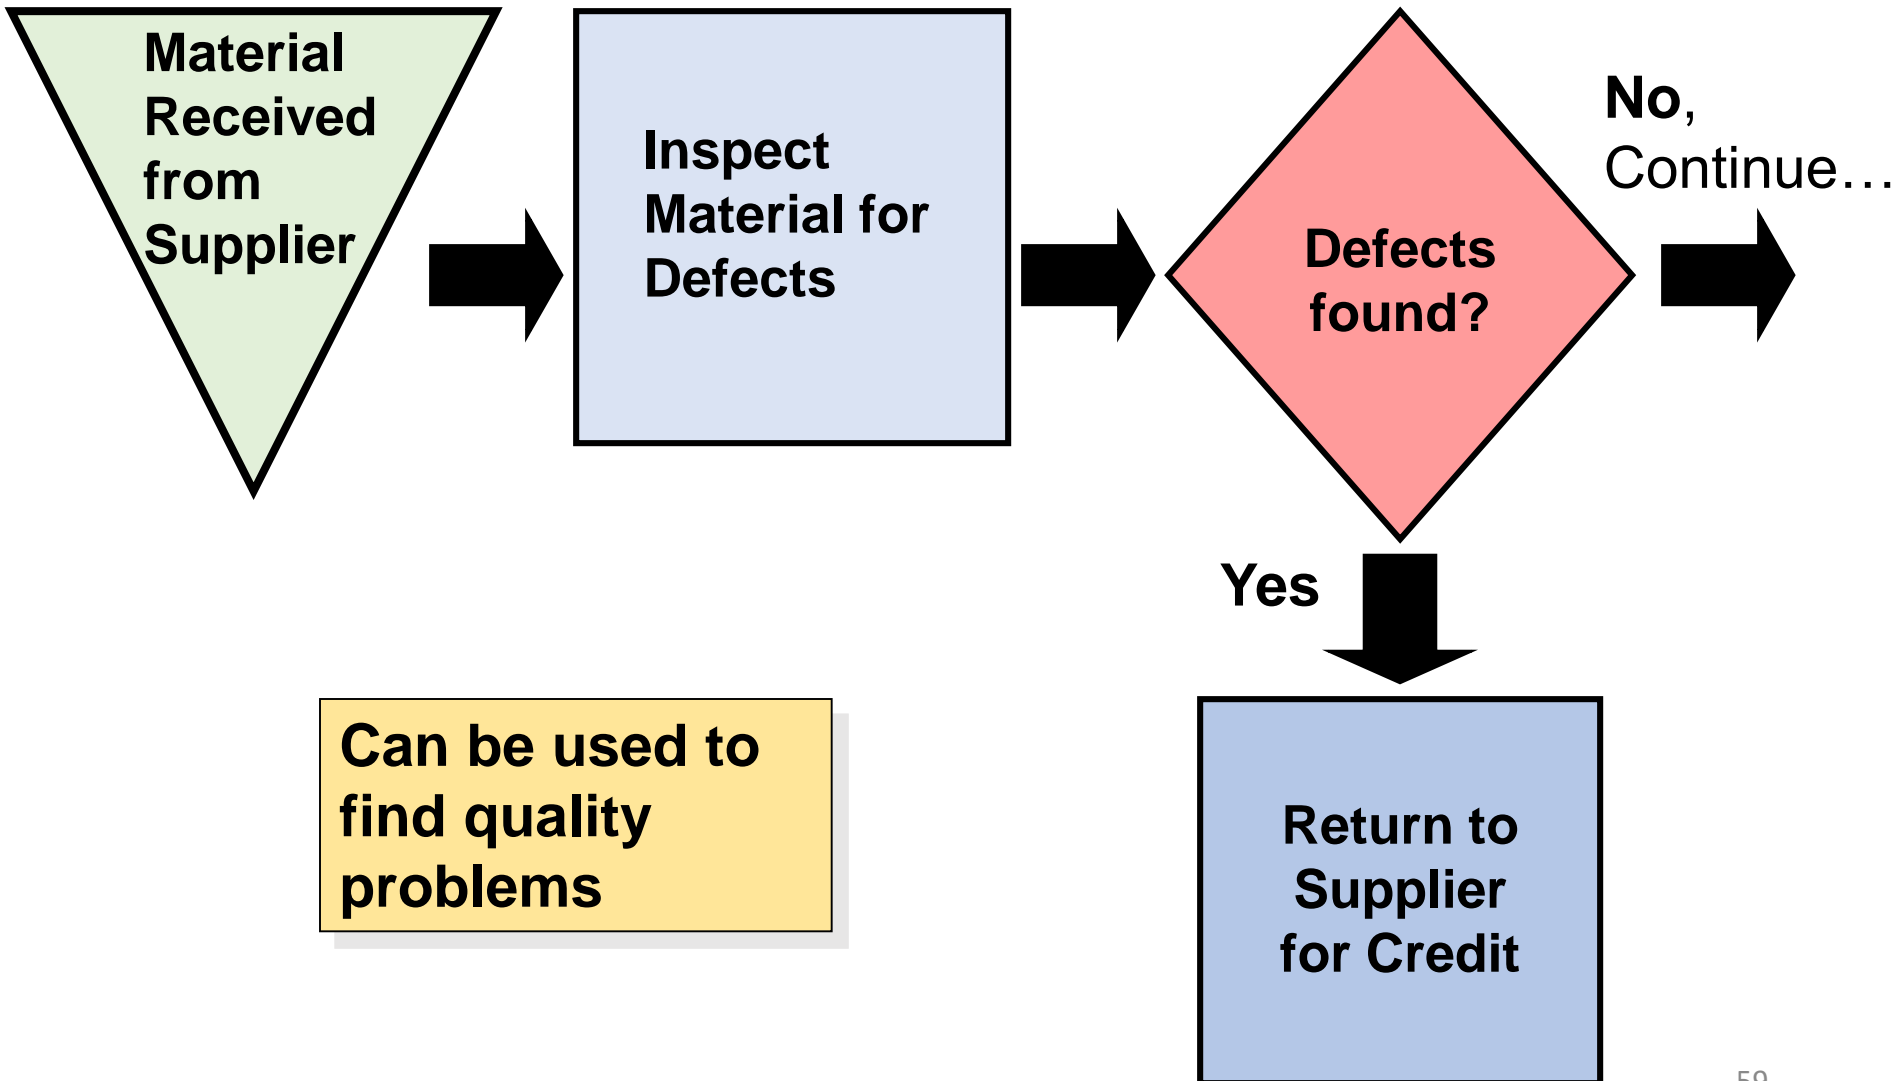 Material
Received
from
Supplier
Inspect
Material for
Defects
Defects
found?
No,
Continue…
Yes
Can be used to
find quality
problems
Return to
Supplier
for Credit
59